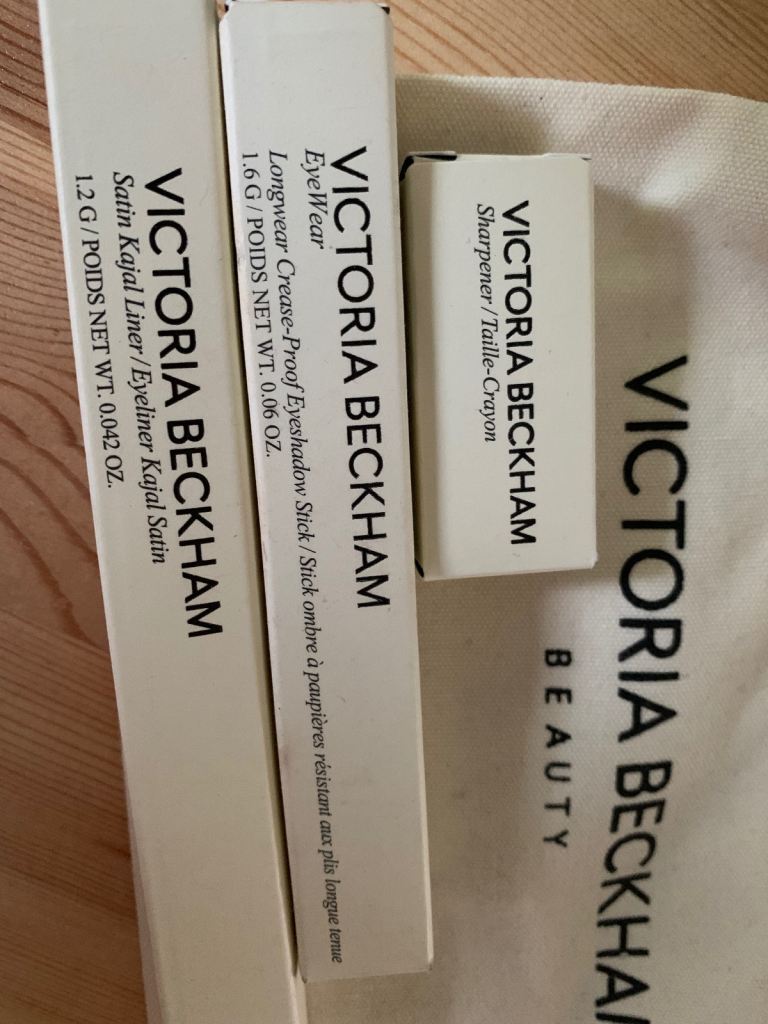 VICTORIA BECKHAM
Satin Kajal Liner / Eyeliner Kajal Satin
1.2 G / POIDS NET WT. 0.042 OZ.
VICTORIA BECKHAM
EyeWear
Longwear Crease-Proof Eyeshadow Stick / Stick ombre à paupières résistant aux plis longue tenue
1.6 G / POIDS NET WT. 0.06 OZ.
VICTORIA BECKHAM
Sharpener / Taille-Crayon
VICTORIA BECKHA
BEAUTY